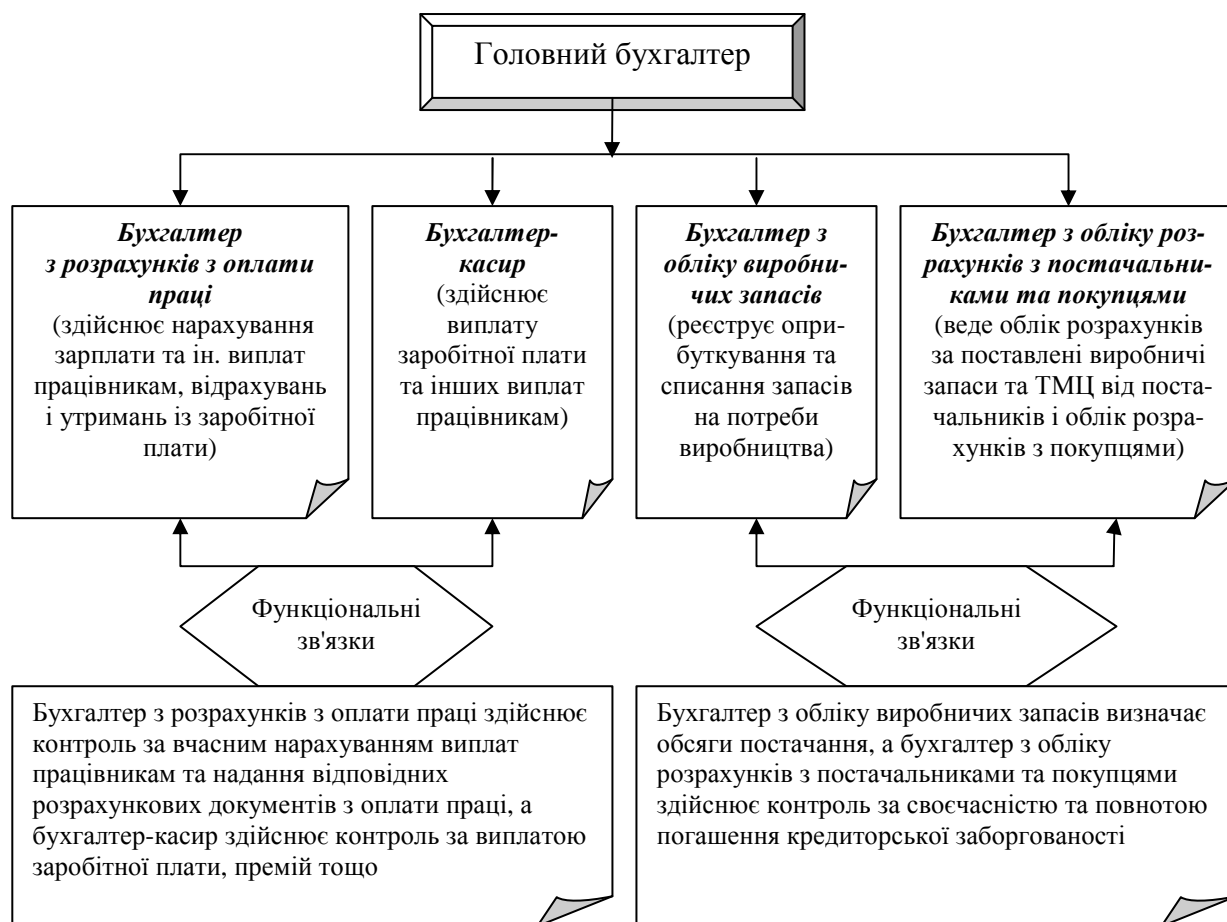 Головний бухгалтер
Бухгалтер
з розрахунків з оплати
праці
(здійснює нарахування
зарплати та ін. виплат
працівникам, відрахувань
і утримань із заробітної
плати)
Бухгалтер-
касир
(здійснює
виплату
заробітної плати
та інших виплат
працівникам)
Бухгалтер з
обліку виробни-
чих запасів
(реєструє опри-
буткування та
списання запасів
на потреби
виробництва)
Бухгалтер з обліку роз-
рахунків з постачальни-
ками та покупцями
(веде облік розрахунків
за поставлені виробничі
запаси та ТМЦ від поста-
чальників і облік розра-
хунків з покупцями)
Функціональні
зв'язки
Функціональні
зв'язки
Бухгалтер з розрахунків з оплати праці здійснює
контроль за вчасним нарахуванням виплат
працівникам та надання відповідних
розрахункових документів з оплати праці, а
бухгалтер-касир здійснює контроль за виплатою
заробітної плати, премій тощо
Бухгалтер з обліку виробничих запасів визначає
обсяги постачання, а бухгалтер з обліку
розрахунків з постачальниками та покупцями
здійснює контроль за своєчасністю та повнотою
погашення кредиторської заборгованості